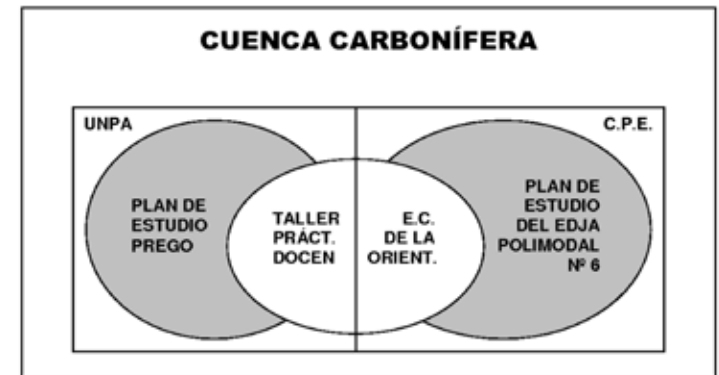 CUENCA CARBONÍFERA
UNPA
C.P.E.
PLAN DE
ESTUDIO
PREGO
TALLER
PRÁCT.
DOCEN
E.C.
DE LA
ORIENT.
PLAN DE
ESTUDIO
DEL EDJA
POLIMODAL
Nº 6